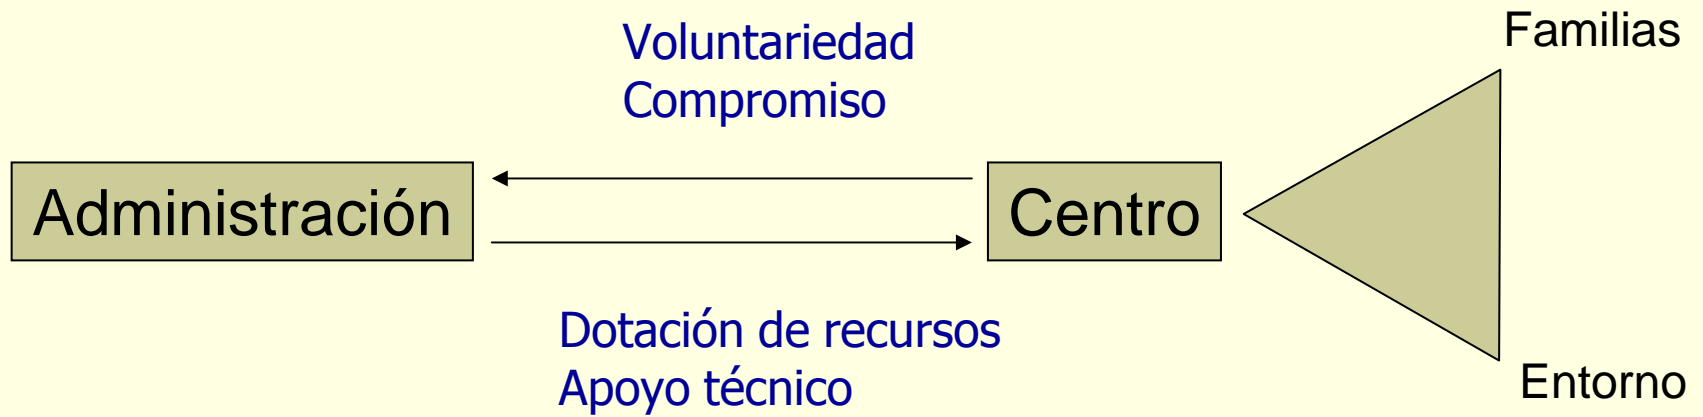 Familias
Voluntariedad
Compromiso
Administración
Centro
Dotación de recursos
Apoyo técnico
Entorno